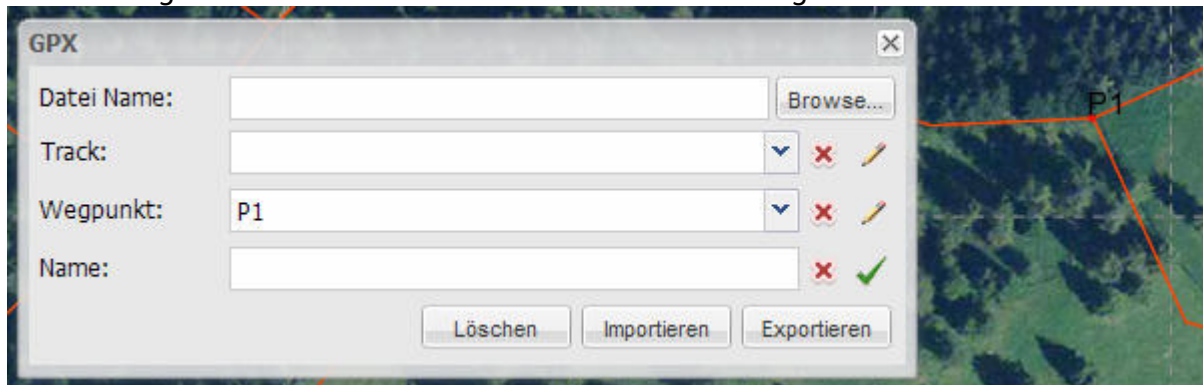 GPX
Datei Name:
Browse...
P1
Track:
Wegpunkt: P1
Name:
Löschen Importieren Exportieren